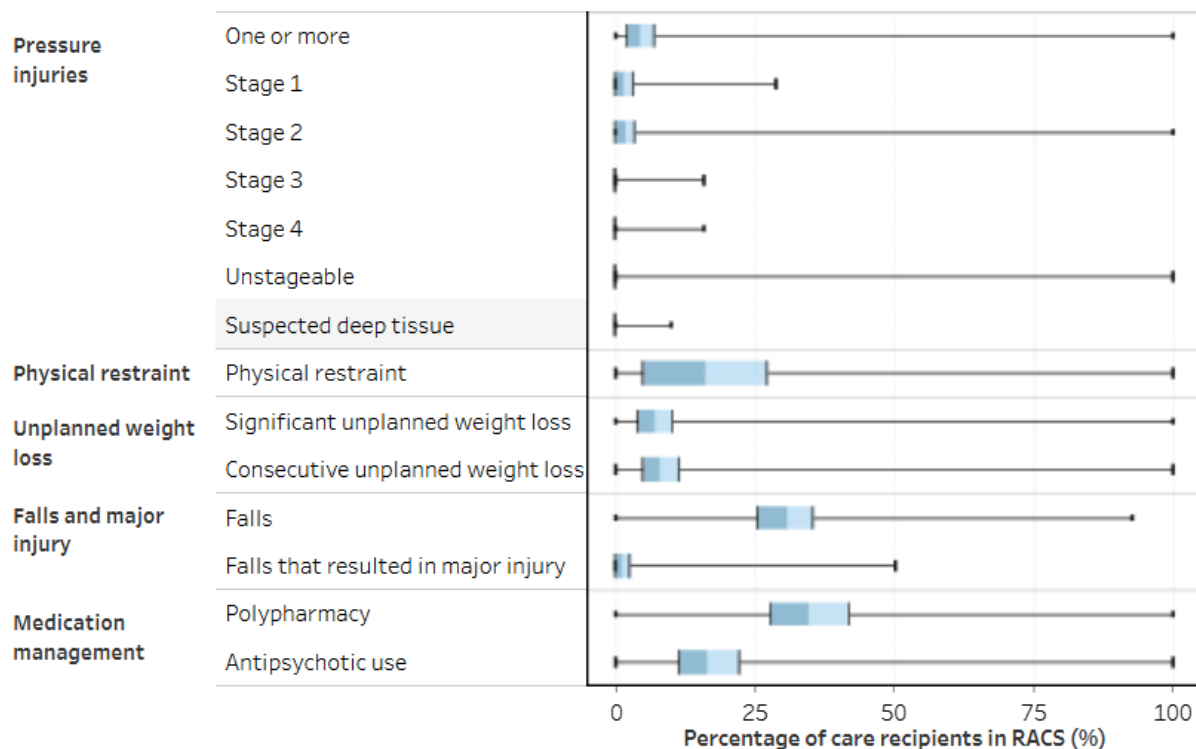 Pressure
injuries
One or more
Stage 1
Stage 2
Stage 3
Stage 4
Unstageable
Suspected deep tissue
Physical restraint
Physical restraint
Unplanned weight
loss
Significant unplanned weight loss
Consecutive unplanned weight loss
Falls and major
injury
Falls
Falls that resulted in major injury
Medication
management
Polypharmacy
Antipsychotic use
0 25 50 75 100
Percentage of care recipients in RACS (%)